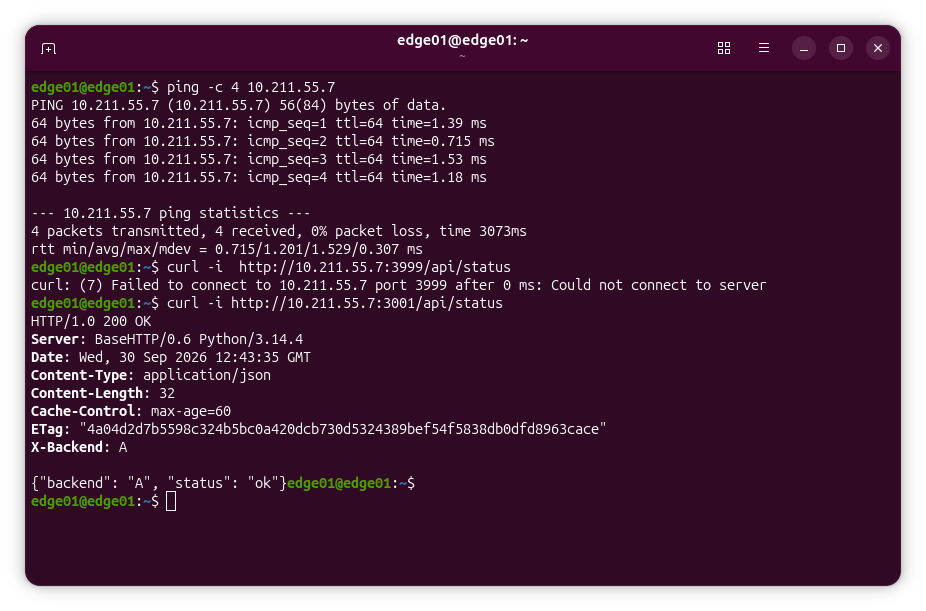 edge01@edge01: ~
~
edge01@edge01:~$ ping -c 4 10.211.55.7
PING 10.211.55.7 (10.211.55.7) 56(84) bytes of data.
64 bytes from 10.211.55.7: icmp_seq=1 ttl=64 time=1.39 ms
64 bytes from 10.211.55.7: icmp_seq=2 ttl=64 time=0.715 ms
64 bytes from 10.211.55.7: icmp_seq=3 ttl=64 time=1.53 ms
64 bytes from 10.211.55.7: icmp_seq=4 ttl=64 time=1.18 ms

--- 10.211.55.7 ping statistics ---
4 packets transmitted, 4 received, 0% packet loss, time 3073ms
rtt min/avg/max/mdev = 0.715/1.201/1.529/0.307 ms
edge01@edge01:~$ curl -i  http://10.211.55.7:3999/api/status
curl: (7) Failed to connect to 10.211.55.7 port 3999 after 0 ms: Could not connect to server
edge01@edge01:~$ curl -i http://10.211.55.7:3001/api/status
HTTP/1.0 200 OK
Server: BaseHTTP/0.6 Python/3.14.4
Date: Wed, 30 Sep 2026 12:43:35 GMT
Content-Type: application/json
Content-Length: 32
Cache-Control: max-age=60
ETag: "4a04d2d7b5598c324b5bc0a420dcb730d5324389bef54f5838db0dfd8963cace"
X-Backend: A

{"backend": "A", "status": "ok"}edge01@edge01:~$
edge01@edge01:~$